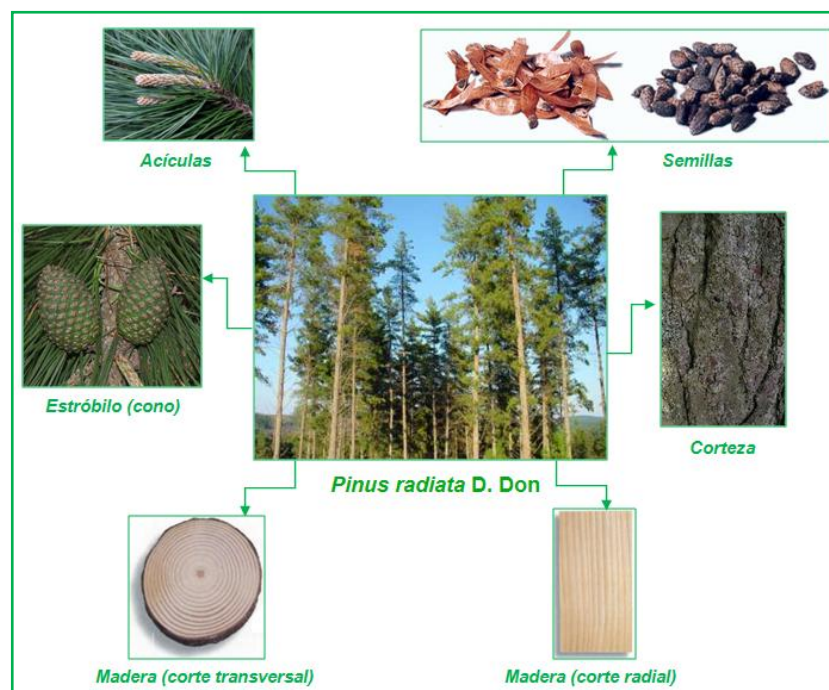 Acículas
Semillas
Estróbilo (cono)
Corteza
Pinus radiata D. Don
Madera (corte transversal)
Madera (corte radial)